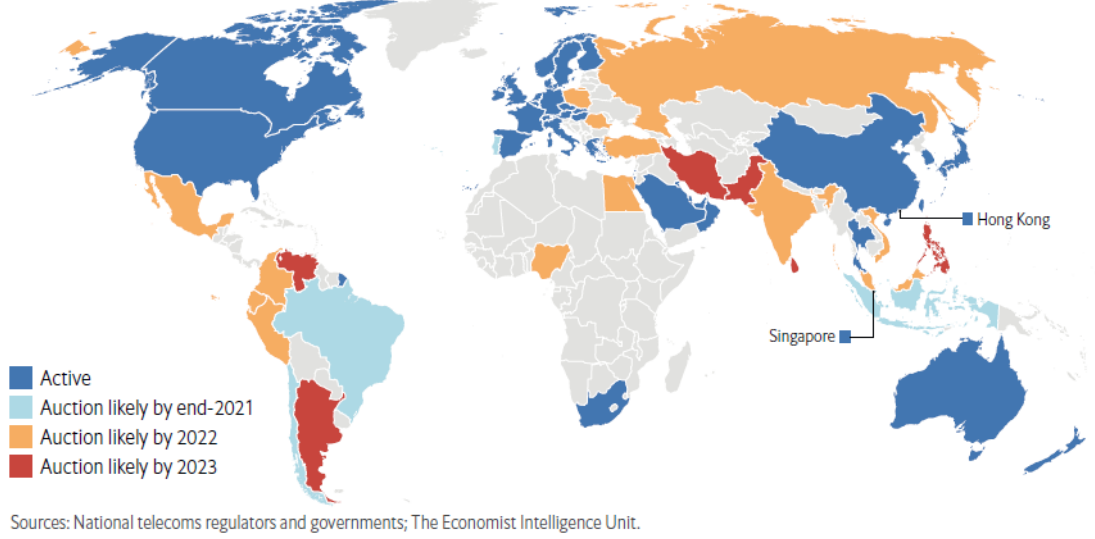 Hong Kong
Singapore
Active
Auction likely by end-2021
Auction likely by 2022
Auction likely by 2023
Sources: National telecoms regulators and governments; The Economist Intelligence Unit.